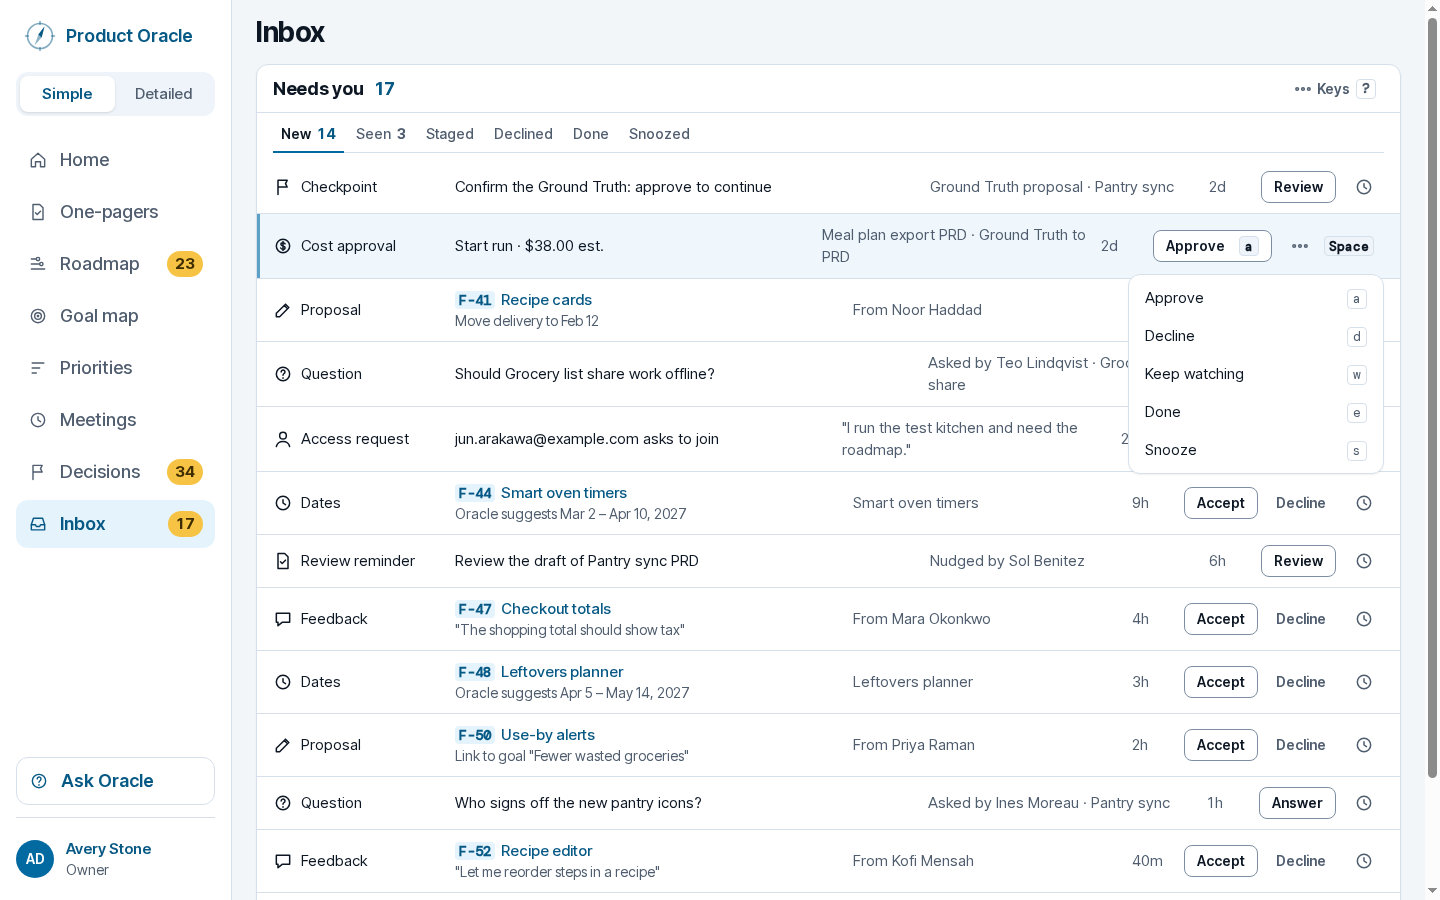 Product Oracle
Simple
Detailed
Home
One-pagers
Roadmap 23
Goal map
Priorities
Meetings
Decisions 34
Inbox 17
Ask Oracle
AD
Avery Stone
Owner
Inbox
Needs you 17
Keys ?
New 14
Seen 3
Staged
Declined
Done
Snoozed
Checkpoint
Confirm the Ground Truth: approve to continue
Ground Truth proposal · Pantry sync
2d
Review
Cost approval
Start run · $38.00 est.
Meal plan export PRD · Ground Truth to
PRD
2d
Approve a
Space
Approve a
Decline d
Keep watching w
Done e
Snooze s
Proposal
F-41 Recipe cards
Move delivery to Feb 12
From Noor Haddad
Question
Should Grocery list share work offline?
Asked by Teo Lindqvist ·
share
Access request
jun.arakawa@example.com asks to join
"I run the test kitchen and need the
roadmap."
Dates
F-44 Smart oven timers
Oracle suggests Mar 2 – Apr 10, 2027
Smart oven timers
9h
Accept
Decline
Review reminder
Review the draft of Pantry sync PRD
Nudged by Sol Benitez
6h
Review
Feedback
F-47 Checkout totals
"The shopping total should show tax"
From Mara Okonkwo
4h
Accept
Decline
Dates
F-48 Leftovers planner
Oracle suggests Apr 5 – May 14, 2027
Leftovers planner
3h
Accept
Decline
Proposal
F-50 Use-by alerts
Link to goal "Fewer wasted groceries"
From Priya Raman
2h
Accept
Decline
Question
Who signs off the new pantry icons?
Asked by Ines Moreau · Pantry sync
1h
Answer
Feedback
F-52 Recipe editor
"Let me reorder steps in a recipe"
From Kofi Mensah
40m
Accept
Decline